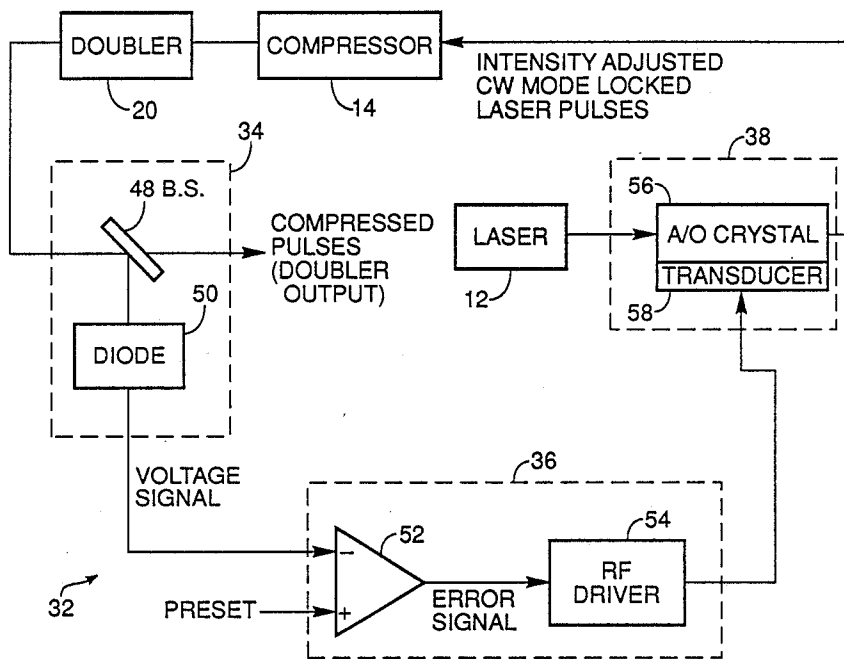 DOUBLER
COMPRESSOR
20
14
INTENSITY ADJUSTED
CW MODE LOCKED
LASER PULSES
34
38
48 B.S.
56
COMPRESSED
PULSES
(DOUBLER
OUTPUT)
LASER
A/O CRYSTAL
TRANSDUCER
12
58
50
DIODE
VOLTAGE
SIGNAL
36
52
54
-
RF
DRIVER
32
PRESET
+
ERROR
SIGNAL